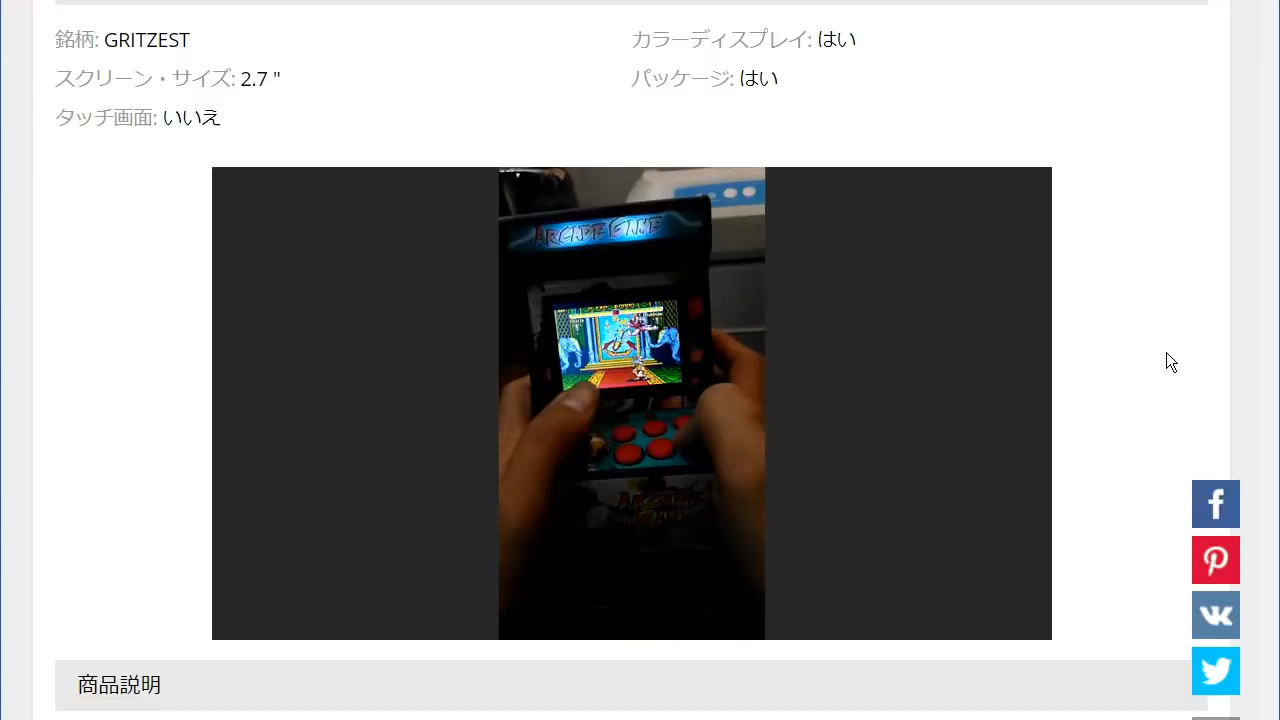 銘柄: GRITZEST
カラーディスプレイ: はい
スクリーン・サイズ: 2.7 "
パッケージ: はい
タッチ画面: いいえ
ARCADE GAME
ARCADE GAME
商品説明